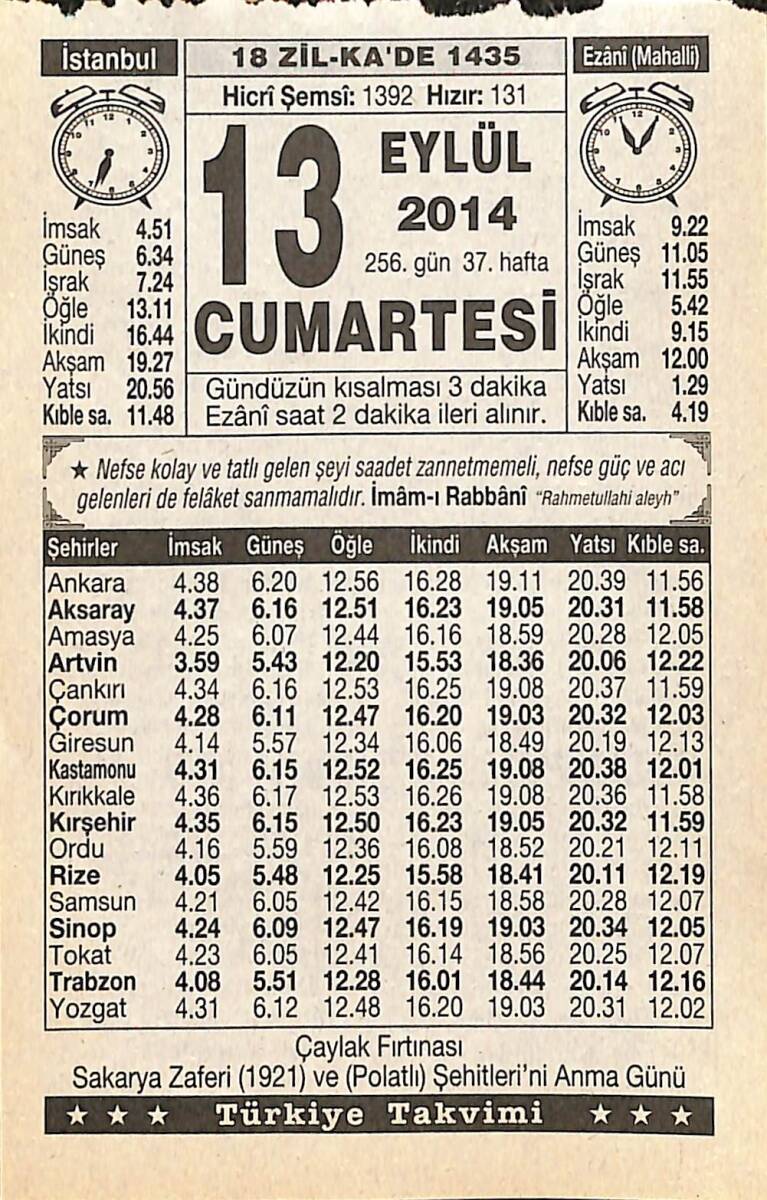 İstanbul
18 ZİL-KA'DE 1435
Ezânî (Mahalli)
Hicrî Şemsî: 1392 Hızır: 131
13 EYLÜL
2014
256. gün 37. hafta
CUMARTESİ
Gündüzün kısalması 3 dakika
Ezânî saat 2 dakika ileri alınır.
İmsak 4.51
Güneş 6.34
İşrak 7.24
Öğle 13.11
İkindi 16.44
Akşam 19.27
Yatsı 20.56
Kıble sa. 11.48
İmsak 9.22
Güneş 11.05
İşrak 11.55
Öğle 5.42
İkindi 9.15
Akşam 12.00
Yatsı 1.29
Kıble sa. 4.19
★ Nefse kolay ve tatlı gelen şeyi saadet zannetmemeli, nefse güç ve acı
gelenleri de felâket sanmamalıdır. İmâm-ı Rabbânî "Rahmetullahi aleyh"
Şehirler İmsak Güneş Öğle İkindi Akşam Yatsı Kıble sa.
Ankara 4.38 6.20 12.56 16.28 19.11 20.39 11.56
Aksaray 4.37 6.16 12.51 16.23 19.05 20.31 11.58
Amasya 4.25 6.07 12.44 16.16 18.59 20.28 12.05
Artvin 3.59 5.43 12.20 15.53 18.36 20.06 12.22
Çankırı 4.34 6.16 12.53 16.25 19.08 20.37 11.59
Çorum 4.28 6.11 12.47 16.20 19.03 20.32 12.03
Giresun 4.14 5.57 12.34 16.06 18.49 20.19 12.13
Kastamonu 4.31 6.15 12.52 16.25 19.08 20.38 12.01
Kırıkkale 4.36 6.17 12.53 16.26 19.08 20.36 11.58
Kırşehir 4.35 6.15 12.50 16.23 19.05 20.32 11.59
Ordu 4.16 5.59 12.36 16.08 18.52 20.21 12.11
Rize 4.05 5.48 12.25 15.58 18.41 20.11 12.19
Samsun 4.21 6.05 12.42 16.15 18.58 20.28 12.07
Sinop 4.24 6.09 12.47 16.19 19.03 20.34 12.05
Tokat 4.23 6.05 12.41 16.14 18.56 20.25 12.07
Trabzon 4.08 5.51 12.28 16.01 18.44 20.14 12.16
Yozgat 4.31 6.12 12.48 16.20 19.03 20.31 12.02
Çaylak Fırtınası
Sakarya Zaferi (1921) ve (Polatlı) Şehitleri'ni Anma Günü
★ ★ ★ Türkiye Takvimi ★ ★ ★